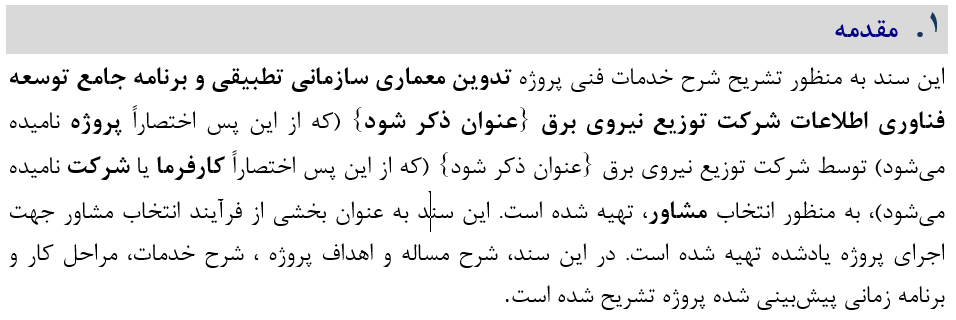 ۱. مقدمه
این سند به منظور تشریح شرح خدمات فنی پروژه تدوین معماری سازمانی تطبیقی و برنامه جامع توسعه
فناوری اطلاعات شرکت توزیع نیروی برق {عنوان ذکر شود} (که از این پس اختصاراً پروژه نامیده
می‌شود) توسط شرکت توزیع نیروی برق {عنوان ذکر شود} (که از این پس اختصاراً کارفرما یا شرکت نامیده
می‌شود)، به منظور انتخاب مشاور، تهیه شده است. این سند به عنوان بخشی از فرآیند انتخاب مشاور جهت
اجرای پروژه یادشده تهیه شده است. در این سند، شرح مساله و اهداف پروژه ، شرح خدمات، مراحل کار و
برنامه زمانی پیش‌بینی شده پروژه تشریح شده است.